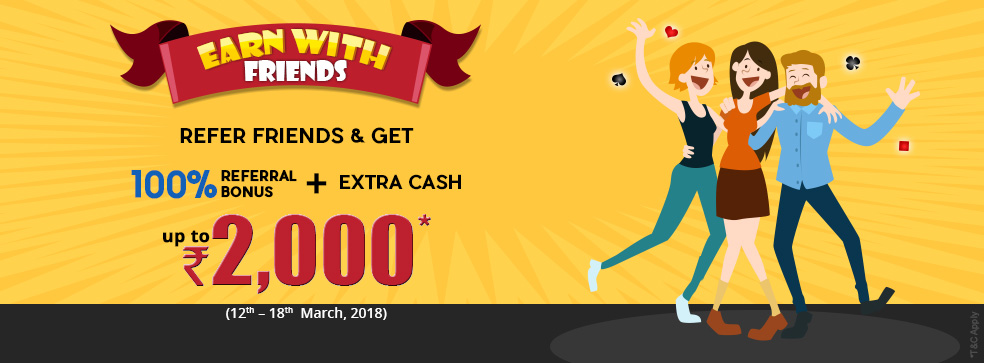 EARN WITH
FRIENDS
REFER FRIENDS & GET
100% REFERRAL BONUS + EXTRA CASH
up to ₹2,000*
(12th – 18th March, 2018)
*T&C Apply